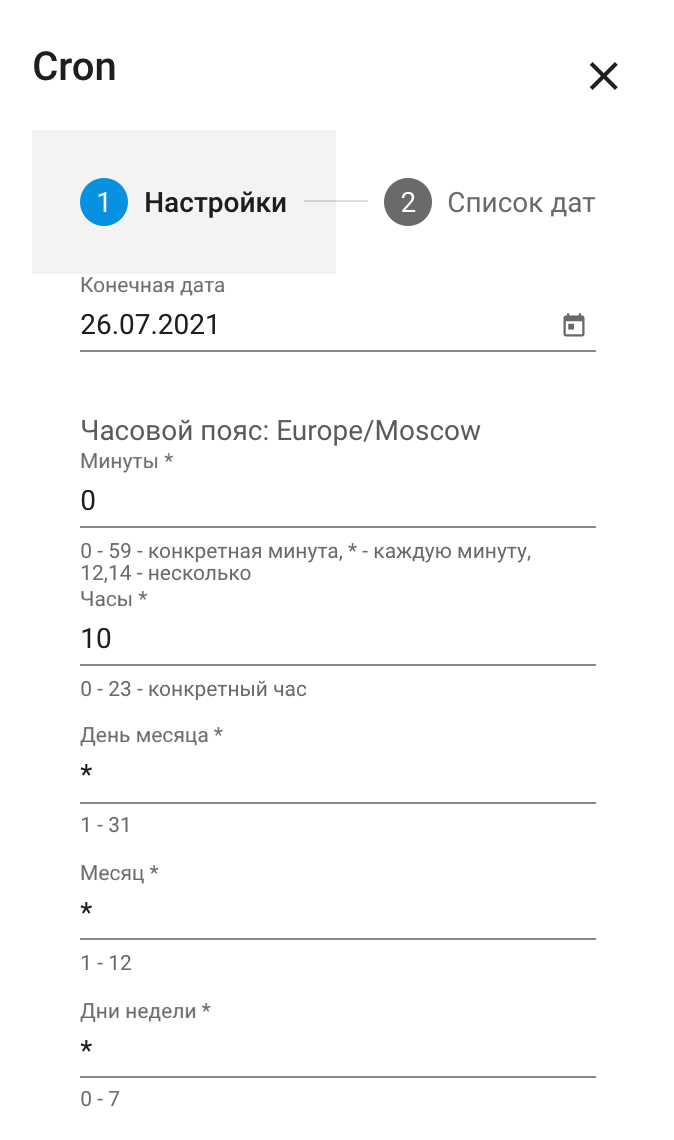 Cron
1 Настройки 2 Список дат
Конечная дата
26.07.2021
Часовой пояс: Europe/Moscow
Минуты *
0
0 - 59 - конкретная минута, * - каждую минуту,
12,14 - несколько
Часы *
10
0 - 23 - конкретный час
День месяца *
*
1 - 31
Месяц *
*
1 - 12
Дни недели *
*
0 - 7